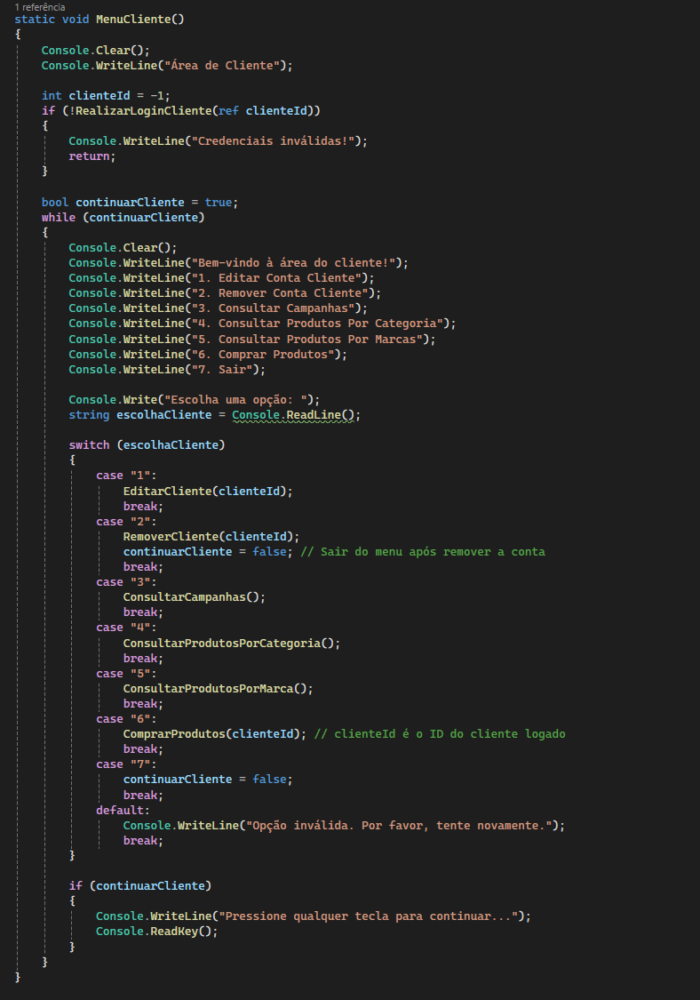 1 referência
static void MenuCliente()
{
    Console.Clear();
    Console.WriteLine("Área de Cliente");

    int clienteId = -1;
    if (!RealizarLoginCliente(ref clienteId))
    {
        Console.WriteLine("Credenciais inválidas!");
        return;
    }

    bool continuarCliente = true;
    while (continuarCliente)
    {
        Console.Clear();
        Console.WriteLine("Bem-vindo à área do cliente!");
        Console.WriteLine("1. Editar Conta Cliente");
        Console.WriteLine("2. Remover Conta Cliente");
        Console.WriteLine("3. Consultar Campanhas");
        Console.WriteLine("4. Consultar Produtos Por Categoria");
        Console.WriteLine("5. Consultar Produtos Por Marcas");
        Console.WriteLine("6. Comprar Produtos");
        Console.WriteLine("7. Sair");

        Console.Write("Escolha uma opção: ");
        string escolhaCliente = Console.ReadLine();

        switch (escolhaCliente)
        {
            case "1":
                EditarCliente(clienteId);
                break;
            case "2":
                RemoverCliente(clienteId);
                continuarCliente = false; // Sair do menu após remover a conta
                break;
            case "3":
                ConsultarCampanhas();
                break;
            case "4":
                ConsultarProdutosPorCategoria();
                break;
            case "5":
                ConsultarProdutosPorMarca();
                break;
            case "6":
                ComprarProdutos(clienteId); // clienteId é o ID do cliente logado
                break;
            case "7":
                continuarCliente = false;
                break;
            default:
                Console.WriteLine("Opção inválida. Por favor, tente novamente.");
                break;
        }

        if (continuarCliente)
        {
            Console.WriteLine("Pressione qualquer tecla para continuar...");
            Console.ReadKey();
        }
    }
}